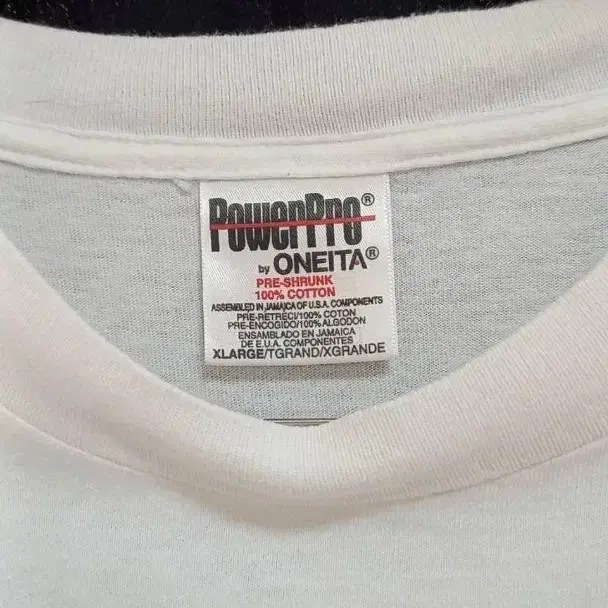 PowerPro®
by ONEITA®
PRE-SHRUNK
100% COTTON
ASSEMBLED IN JAMAICA OF U.S.A. COMPONENTS
PRE-RETRECI/100% COTON
PRE-ENCOGIDO/100% ALGODON
ENSAMBLADO EN JAMAICA
DE E.U.A. COMPONENTES
XLARGE/TGRAND/XGRANDE